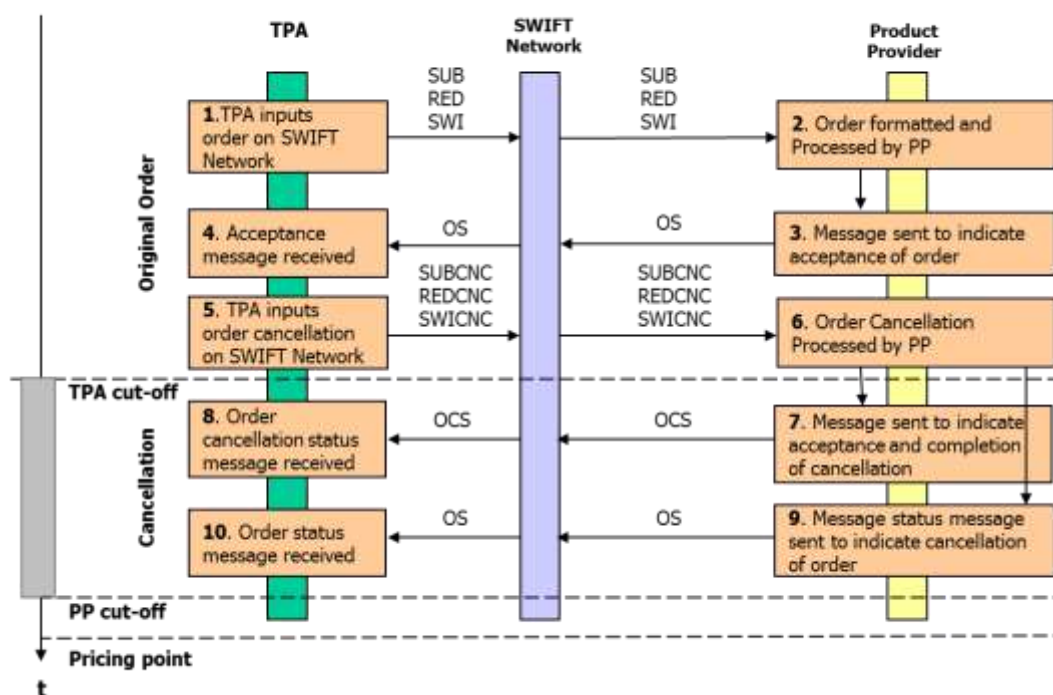 TPA
SWIFT
Network
Product
Provider
Original Order
1.TPA inputs
order on SWIFT
Network
SUB
RED
SWI
SUB
RED
SWI
2. Order formatted and
Processed by PP
4. Acceptance
message received
OS
OS
3. Message sent to indicate
acceptance of order
5. TPA inputs
order cancellation
on SWIFT Network
SUBCNC
REDCNC
SWICNC
SUBCNC
REDCNC
SWICNC
6. Order Cancellation
Processed by PP
TPA cut-off
Cancellation
8. Order
cancellation status
message received
OCS
OCS
7. Message sent to indicate
acceptance and completion
of cancellation
10. Order status
message received
OS
OS
9. Message status message
sent to indicate cancellation
of order
PP cut-off
Pricing point
t